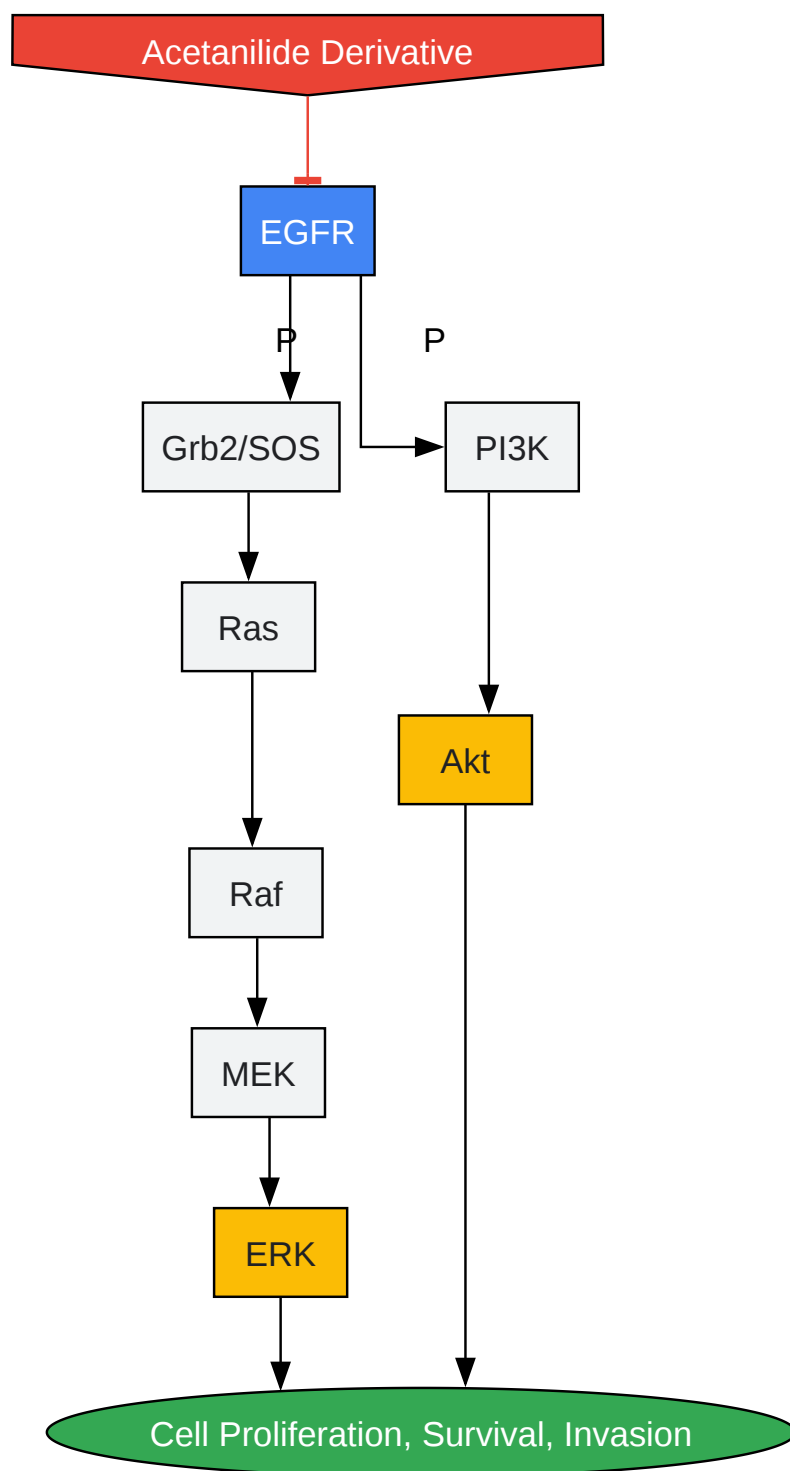 Acetanilide Derivative
EGFR
P
P
Grb2/SOS
PI3K
Ras
Akt
Raf
MEK
ERK
Cell Proliferation, Survival, Invasion